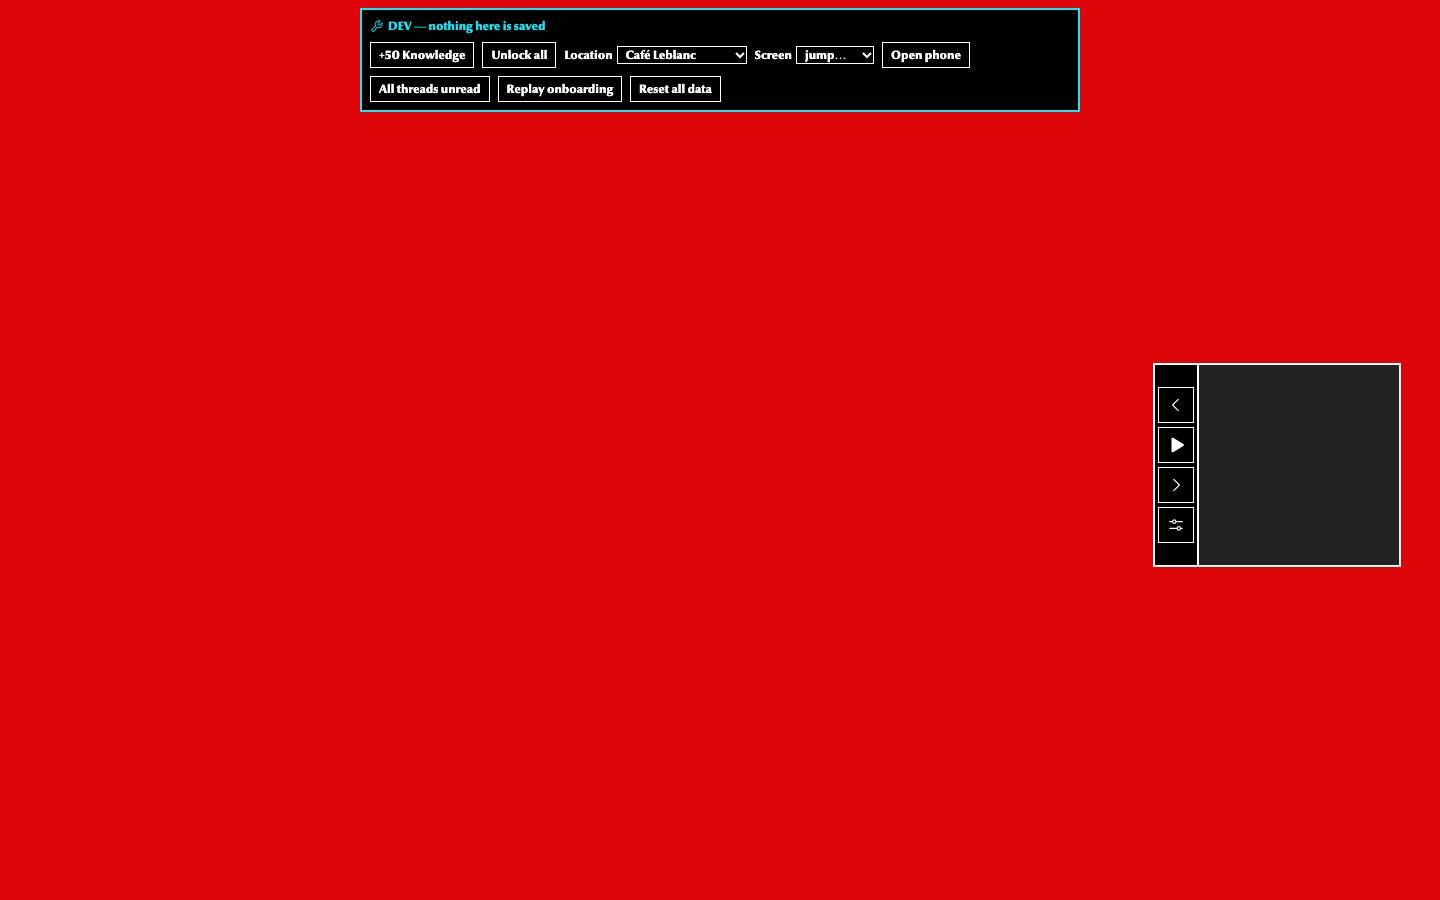 DEV — nothing here is saved
+50 Knowledge Unlock all Location Café Leblanc Screen jump... Open phone
All threads unread Replay onboarding Reset all data